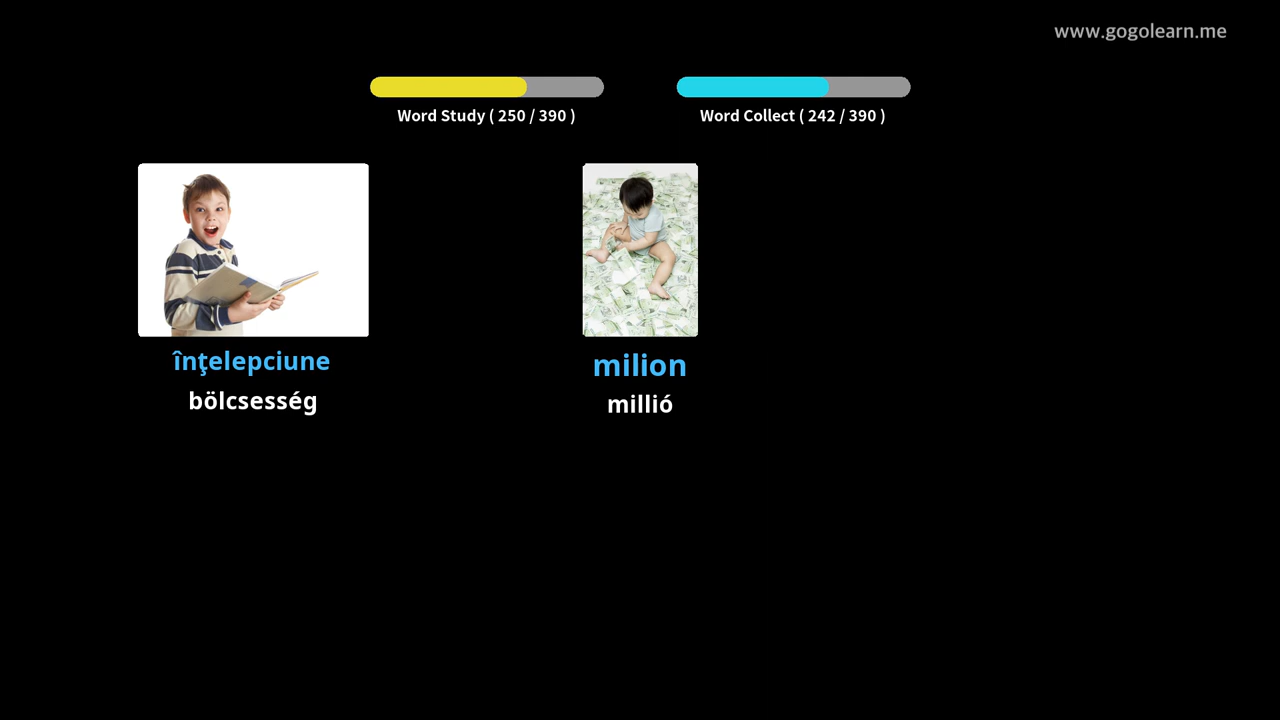 www.gogolearn.me
Word Study ( 250 / 390 )
Word Collect ( 242 / 390 )
înţelepciune
bölcsesség
milion
millió